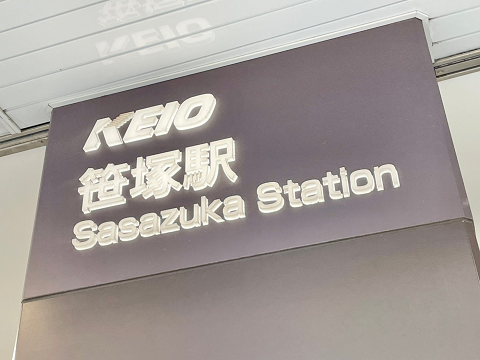 KEIO
笹塚駅
Sasazuka Station